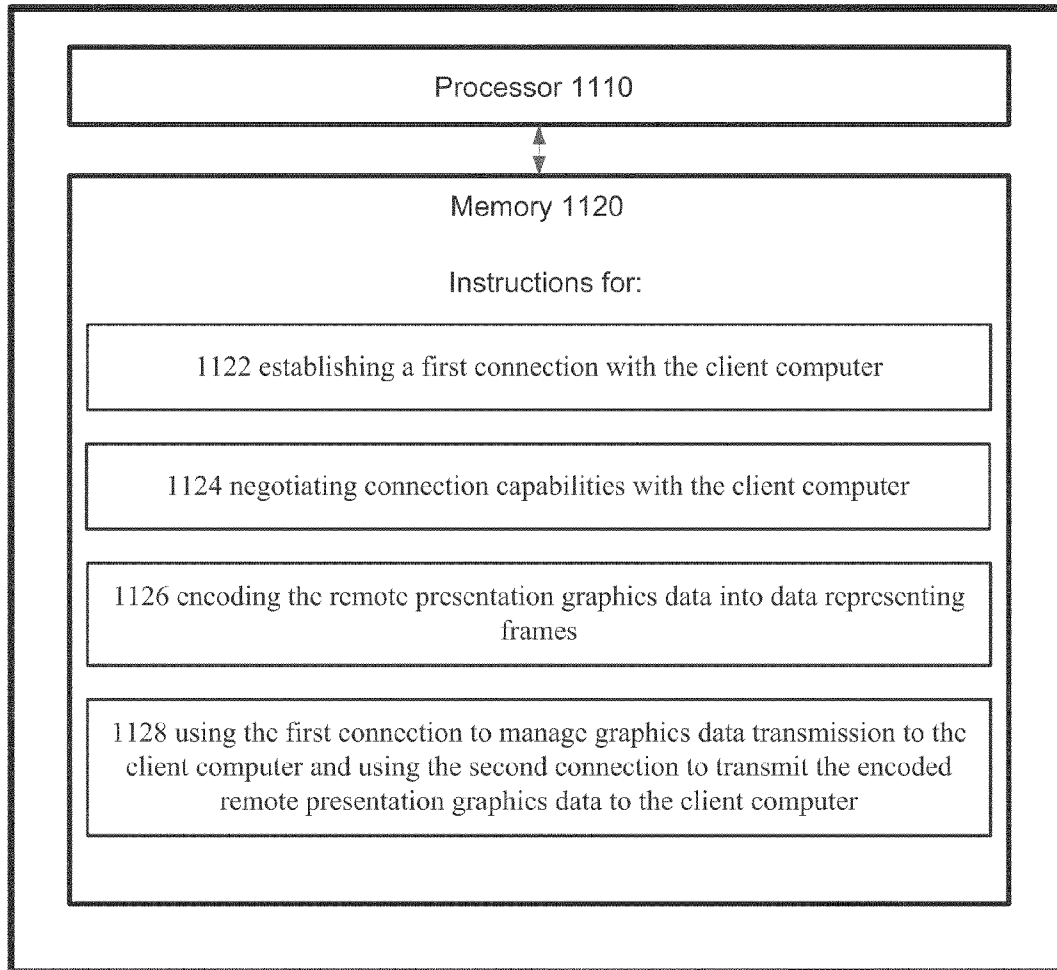 Processor 1110
Memory 1120
Instructions for:
1122 establishing a first connection with the client computer
1124 negotiating connection capabilities with the client computer
1126 encoding the remote presentation graphics data into data representing
frames
1128 using the first connection to manage graphics data transmission to the
client computer and using the second connection to transmit the encoded
remote presentation graphics data to the client computer